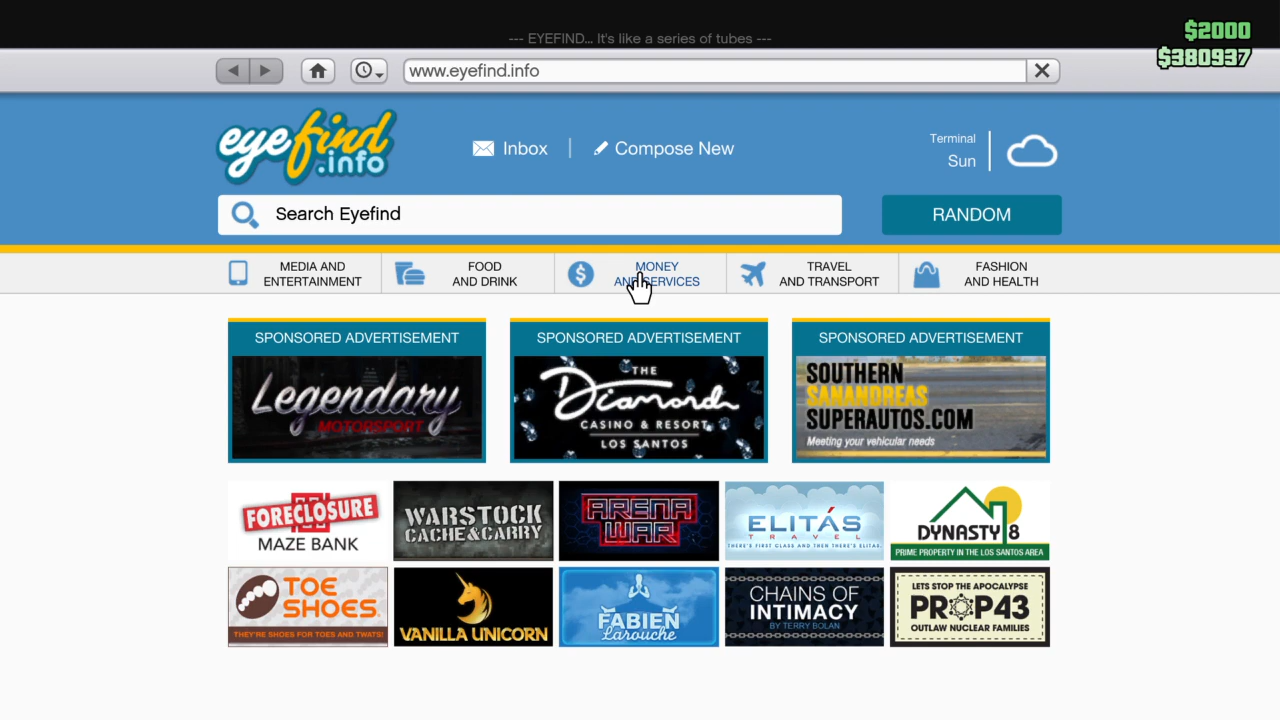 --- EYEFIND... It's like a series of tubes ---
$2000
$380937
www.eyefind.info
eyefind
.info
Inbox
Compose New
Terminal
Sun
Search Eyefind
RANDOM
MEDIA AND
ENTERTAINMENT
FOOD
AND DRINK
MONEY
AND SERVICES
TRAVEL
AND TRANSPORT
FASHION
AND HEALTH
SPONSORED ADVERTISEMENT
Legendary
MOTORSPORT
SPONSORED ADVERTISEMENT
THE
Diamond
CASINO & RESORT
LOS SANTOS
SPONSORED ADVERTISEMENT
SOUTHERN
SANANDREAS
SUPERAUTOS.COM
Meeting your vehicular needs
FORECLOSURE
MAZE BANK
WARSTOCK
CACHE&CARRY
ARENA
WAR
ELITÁS
TRAVEL
THERE'S FIRST CLASS AND THEN THERE'S ELITAS.
DYNASTY 8
PRIME PROPERTY IN THE LOS SANTOS AREA
TOE
SHOES
THEY'RE SHOES FOR TOES AND TWATS!
VANILLA UNICORN
FABIEN
Larouche
CHAINS OF
INTIMACY
BY TERRY BOLAN
LETS STOP THE APOCALYPSE
PROP43
OUTLAW NUCLEAR FAMILIES